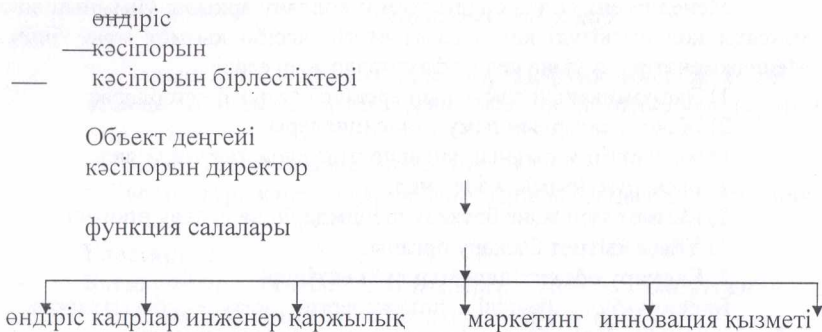 өндіріс
кәсіпорын
кәсіпорын бірлестіктері
Объект деңгейі
кәсіпорын директор
функция салалары
өндіріс кадрлар инженер қаржылық маркетинг инновация қызметі